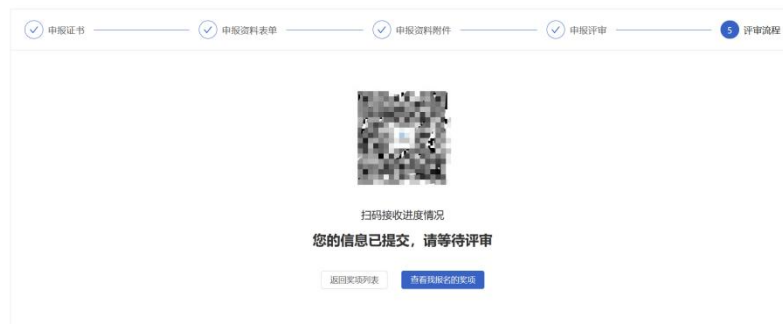 申报证书
申报资料表单
申报资料附件
申报评审
5 评审流程
扫码接收进度情况
您的信息已提交，请等待评审
返回奖项列表
查看我报名的奖项